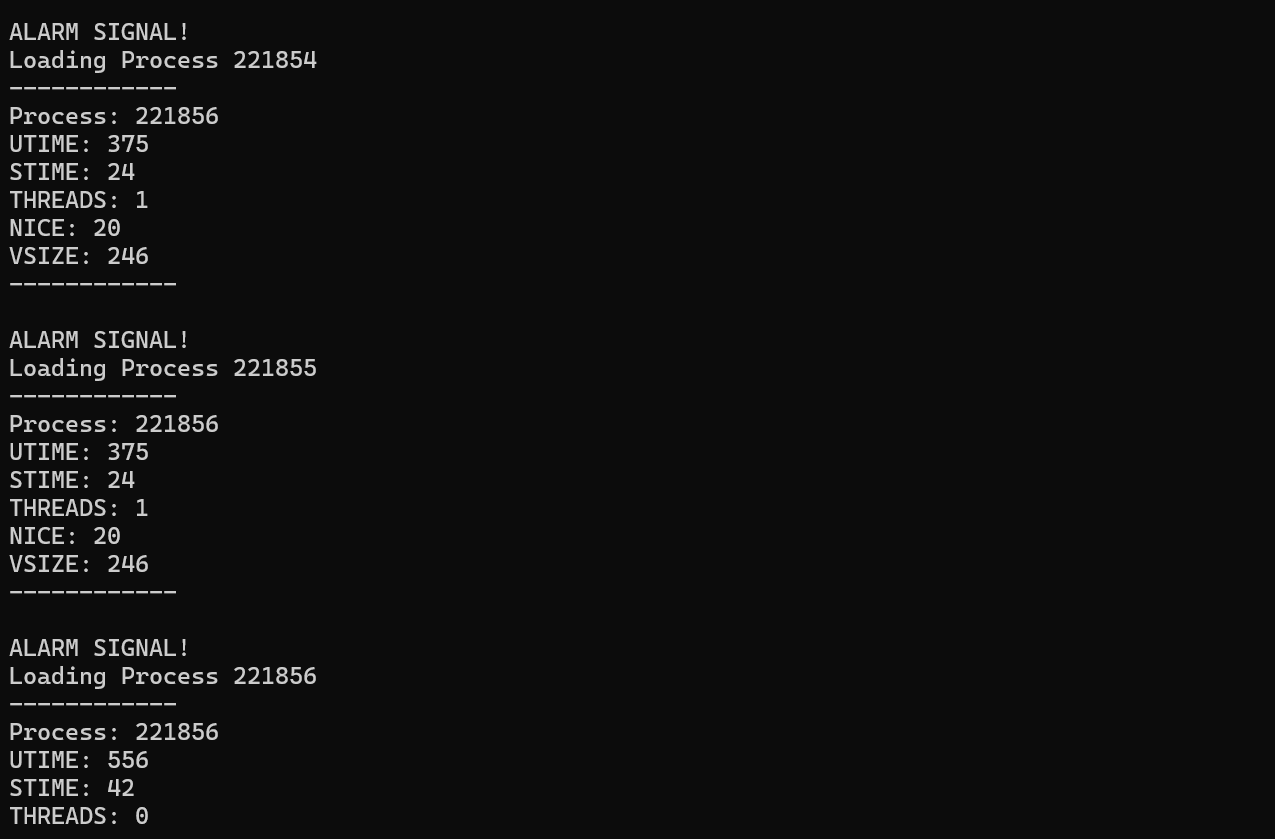 ALARM SIGNAL!
Loading Process 221854
------------
Process: 221856
UTIME: 375
STIME: 24
THREADS: 1
NICE: 20
VSIZE: 246
------------
ALARM SIGNAL!
Loading Process 221855
------------
Process: 221856
UTIME: 375
STIME: 24
THREADS: 1
NICE: 20
VSIZE: 246
------------
ALARM SIGNAL!
Loading Process 221856
------------
Process: 221856
UTIME: 556
STIME: 42
THREADS: 0